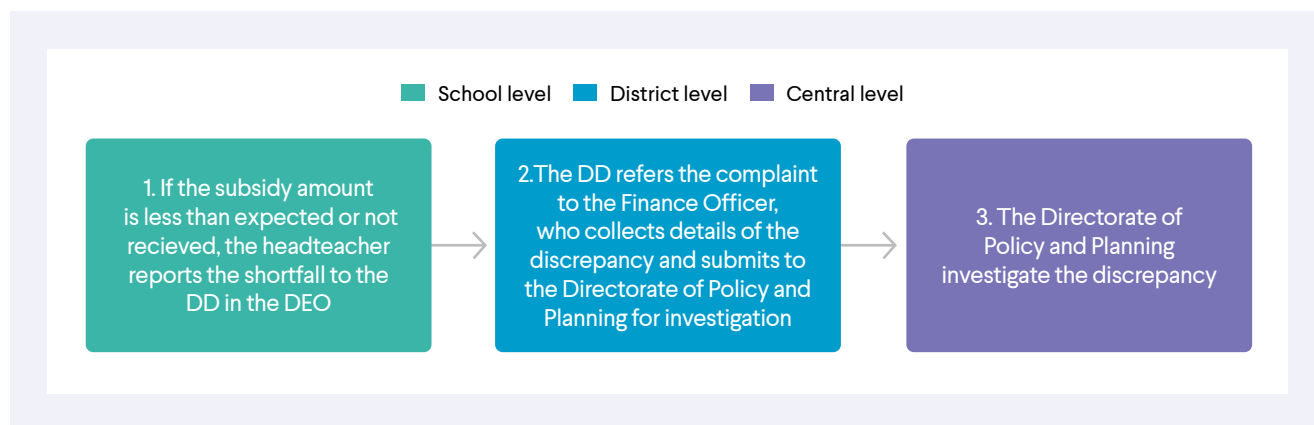 School level
District level
Central level
1. If the subsidy amount
is less than expected or not
recieved, the headteacher
reports the shortfall to the
DD in the DEO
2.The DD refers the complaint
to the Finance Officer,
who collects details of the
discrepancy and submits to
the Directorate of Policy and
Planning for investigation
3. The Directorate of
Policy and Planning
investigate the discrepancy